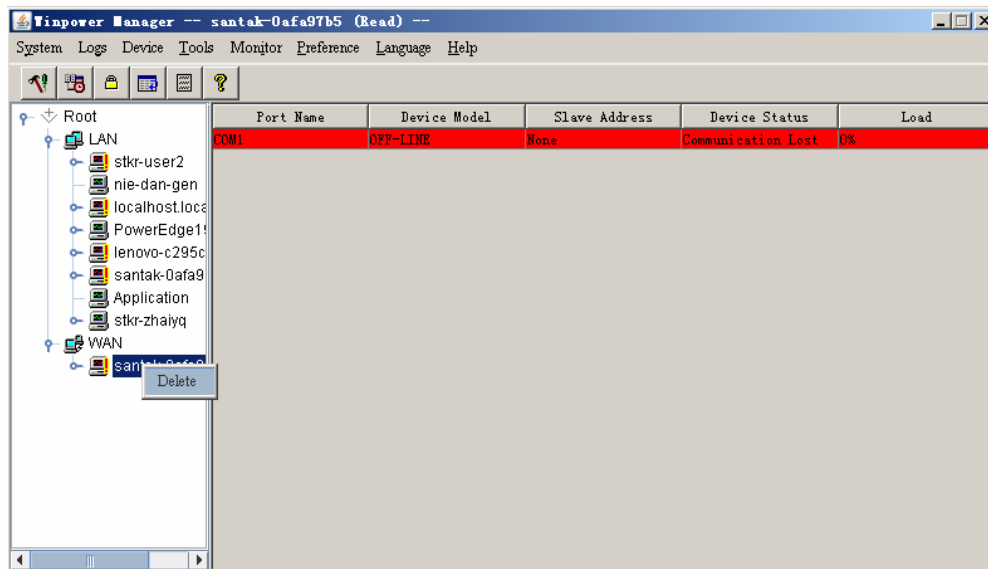 Winpower Manager -- santak-0afa97b5 (Read) --
System Logs Device Tools Monitor Preference Language Help
Port Name Device Model Slave Address Device Status Load
COM1 OFF-LINE None Communication Lost 0%
Root
LAN
stkr-user2
nie-dan-gen
localhost.loca
PowerEdge1
lenovo-c295c
santak-0afa9
Application
stkr-zhaiyq
WAN
Delete